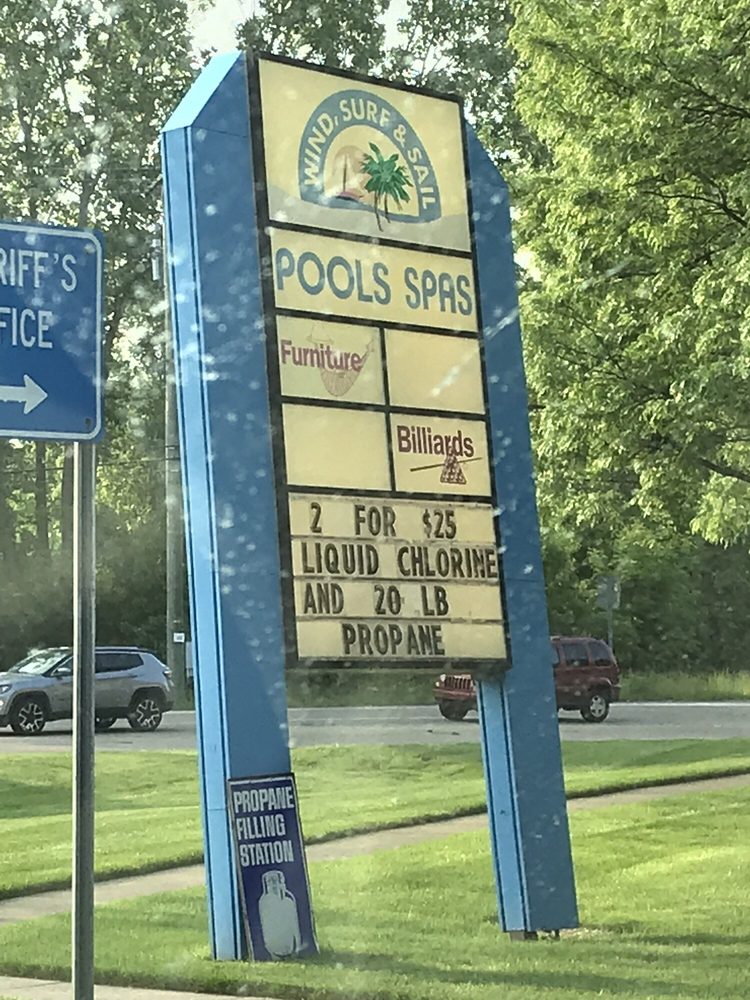 WIND, SURF & SAIL
POOLS SPAS
Furniture
Billiards
2 FOR $25
LIQUID CHLORINE
AND 20 LB
PROPANE
PROPANE
FILLING
STATION
RIFF'S
FICE